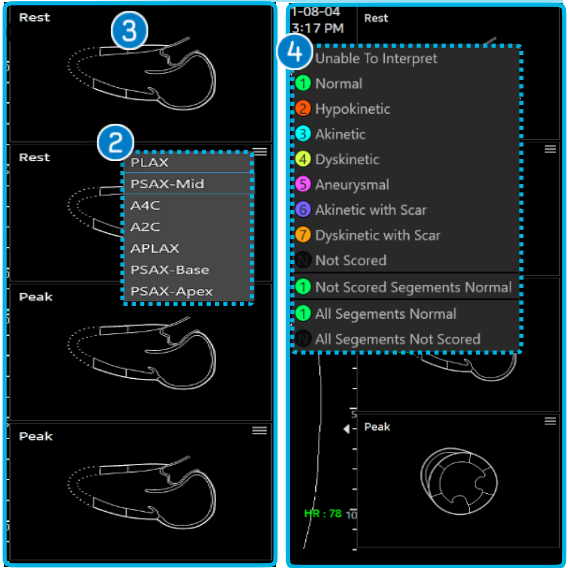 Rest
3
2
Rest
PLAX
PSAX-Mid
A4C
A2C
APLAX
PSAX-Base
PSAX-Apex
Peak
Peak
1-08-04
3:17 PM
Rest
4
Unable To Interpret
1 Normal
2 Hypokinetic
3 Akinetic
4 Dyskinetic
5 Aneurysmal
6 Akinetic with Scar
7 Dyskinetic with Scar
N Not Scored
1 Not Scored Segements Normal
1 All Segements Normal
N All Segements Not Scored
5
Peak
HR : 78
10